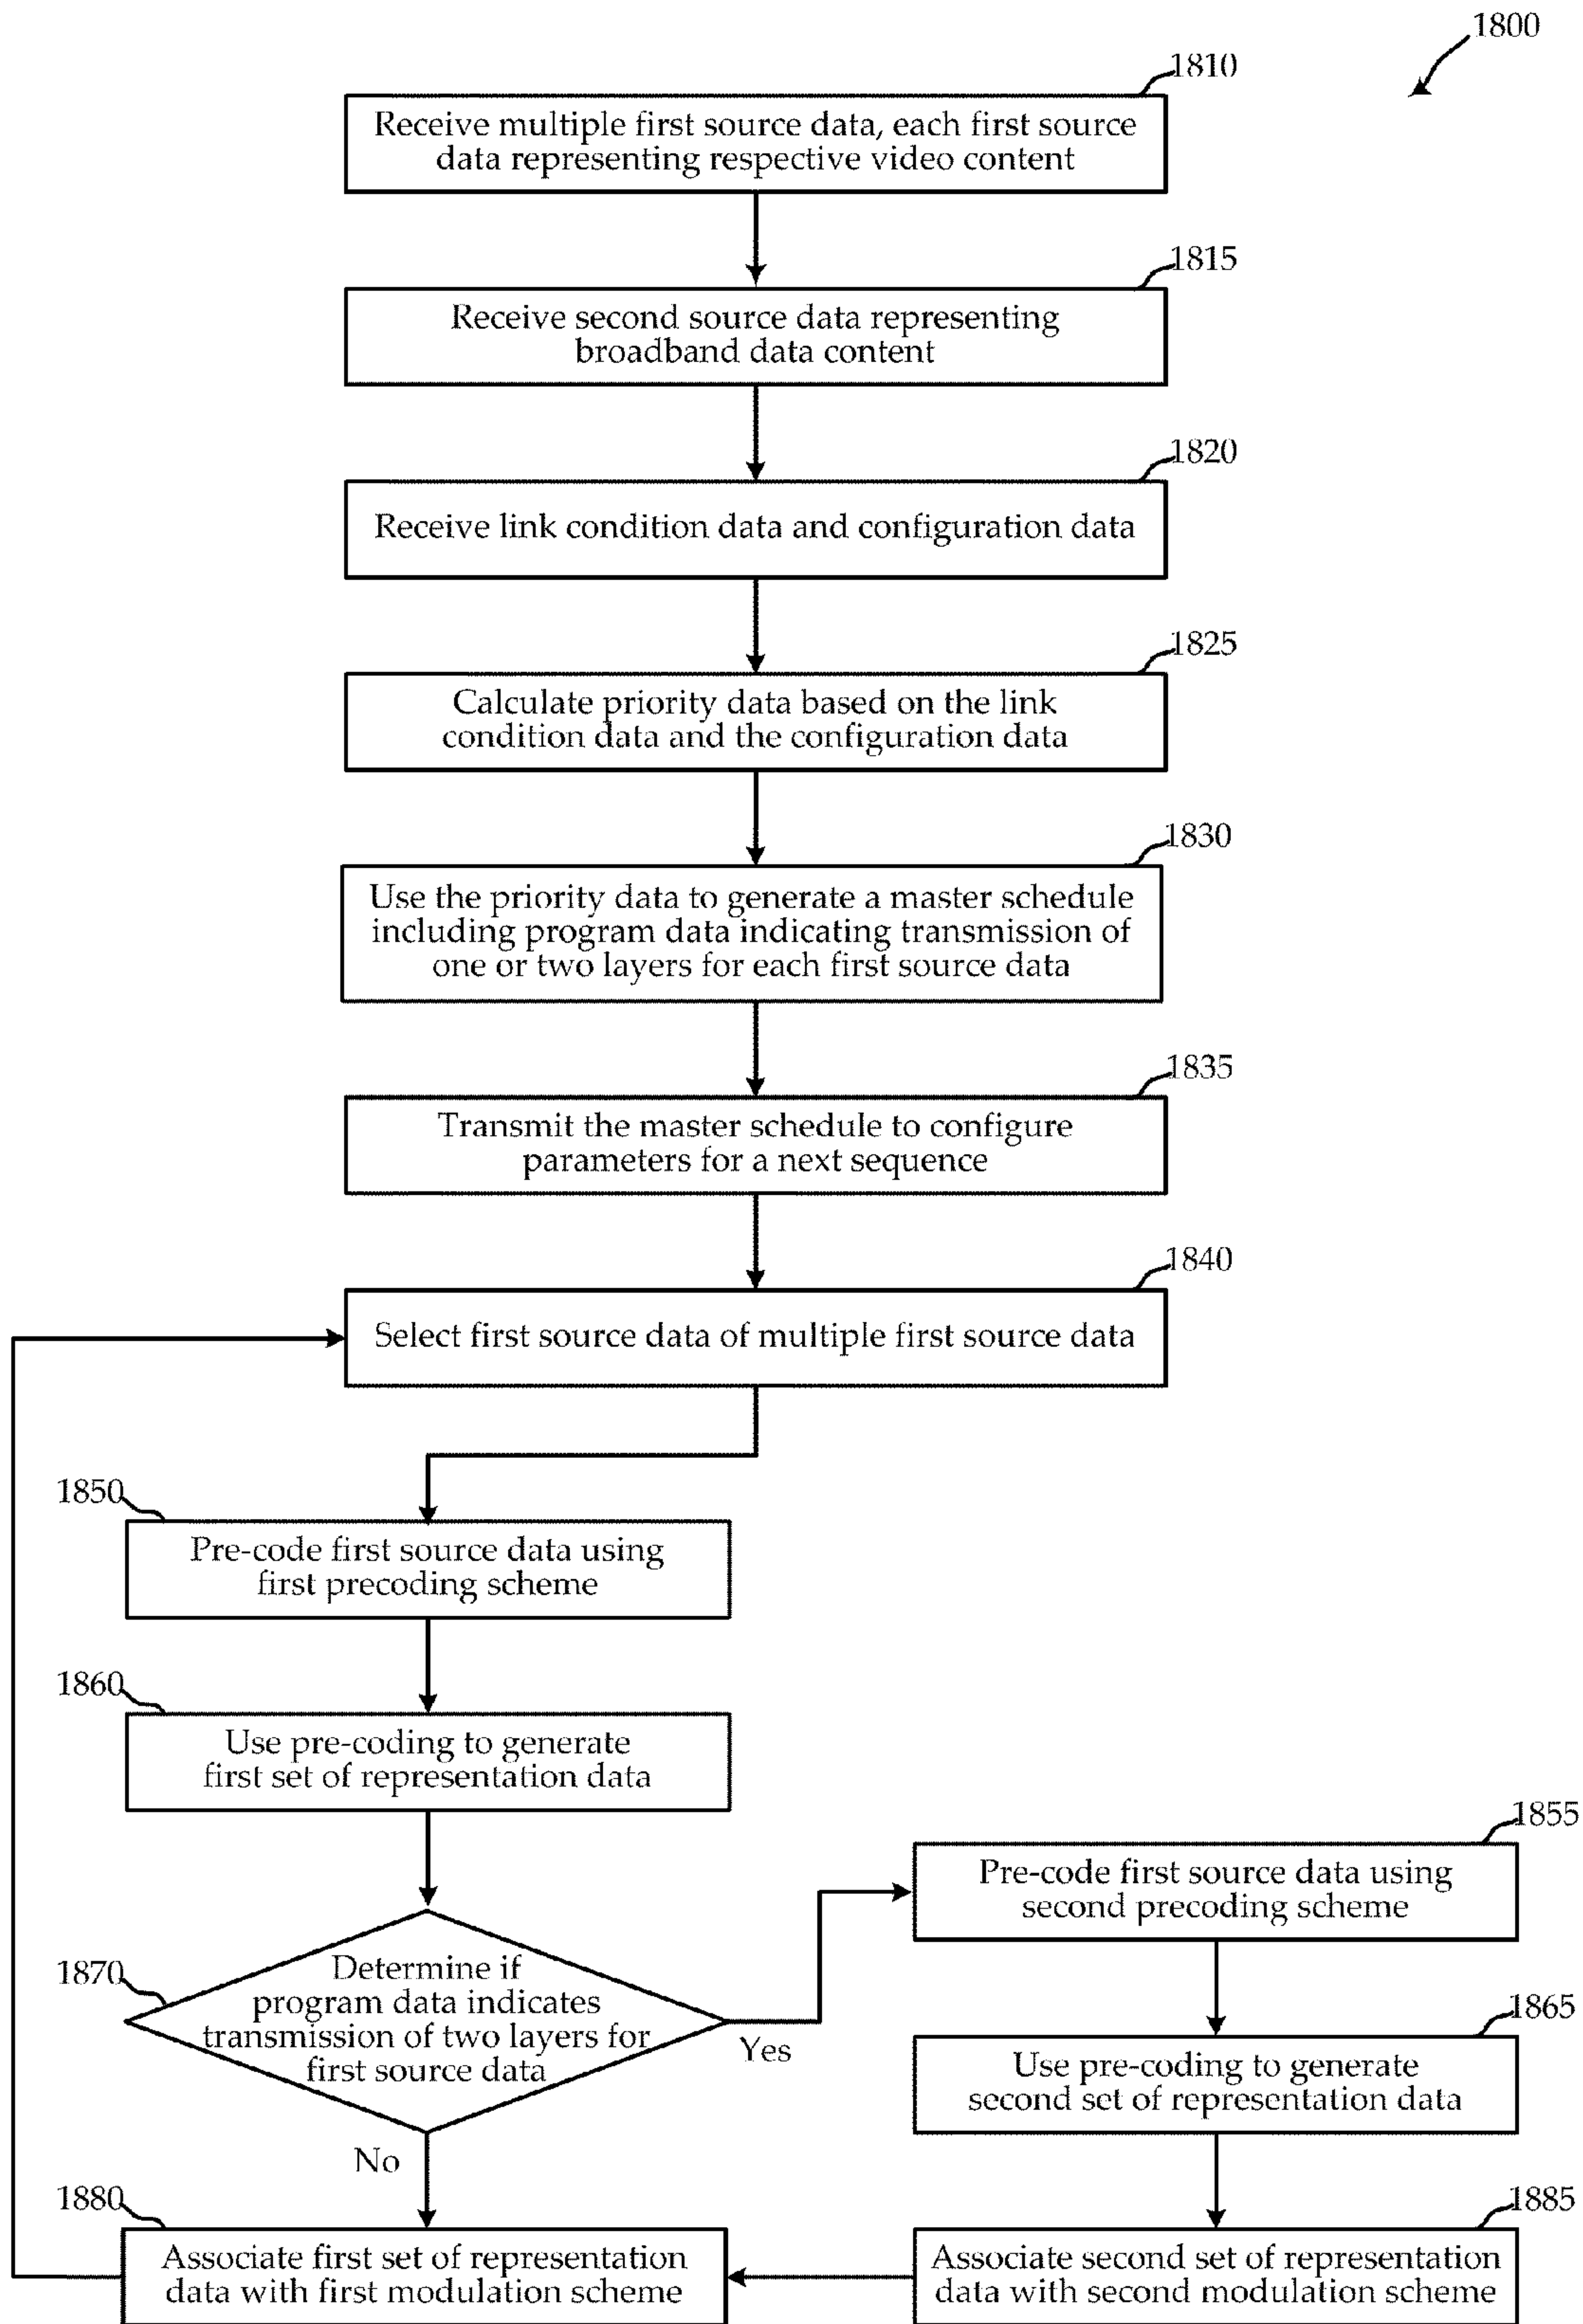 1800
1810
Receive multiple first source data, each first source
data representing respective video content
1815
Receive second source data representing
broadband data content
1820
Receive link condition data and configuration data
1825
Calculate priority data based on the link
condition data and the configuration data
1830
Use the priority data to generate a master schedule
including program data indicating transmission of
one or two layers for each first source data
1835
Transmit the master schedule to configure
parameters for a next sequence
1840
Select first source data of multiple first source data
1850
Pre-code first source data using
first precoding scheme
1860
Use pre-coding to generate
first set of representation data
1870
Determine if
program data indicates
transmission of two layers for
first source data
Yes
No
1855
Pre-code first source data using
second precoding scheme
1865
Use pre-coding to generate
second set of representation data
1885
Associate second set of representation
data with second modulation scheme
1880
Associate first set of representation
data with first modulation scheme